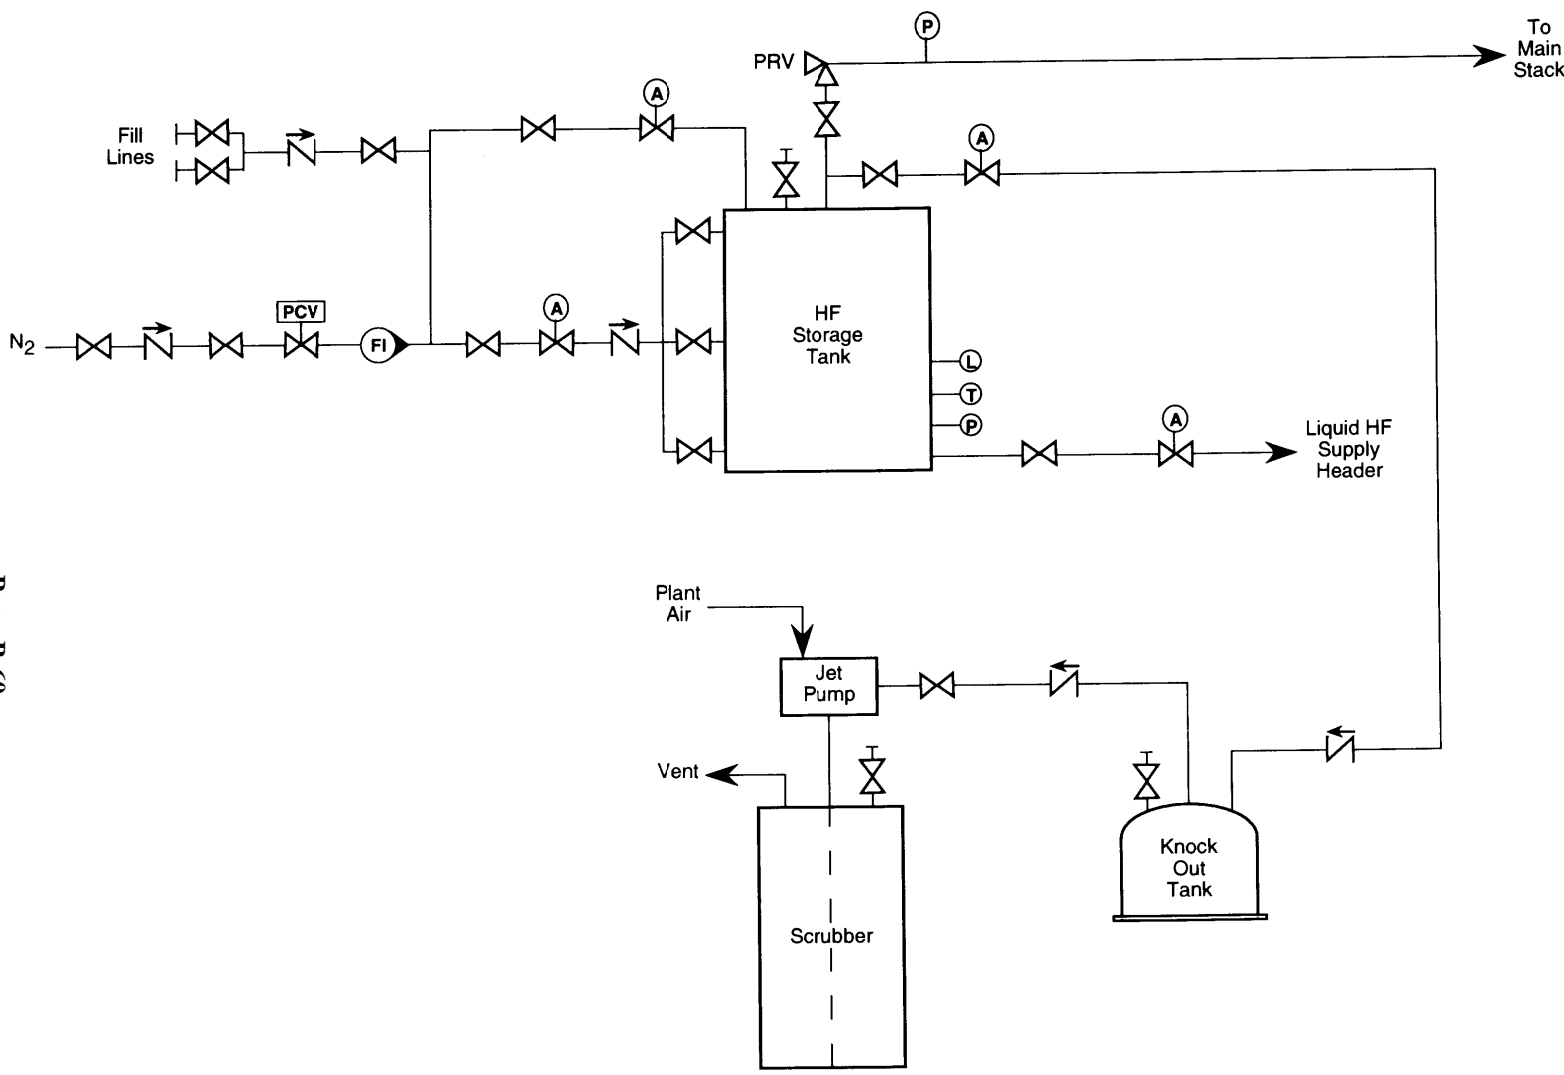 To
Main
Stack
P
PRV
A
Fill
Lines
A
HF
Storage
Tank
PCV
A
N2
FI
L
T
P
A
Liquid HF
Supply
Header
Plant
Air
Jet
Pump
Vent
Knock
Out
Tank
Scrubber